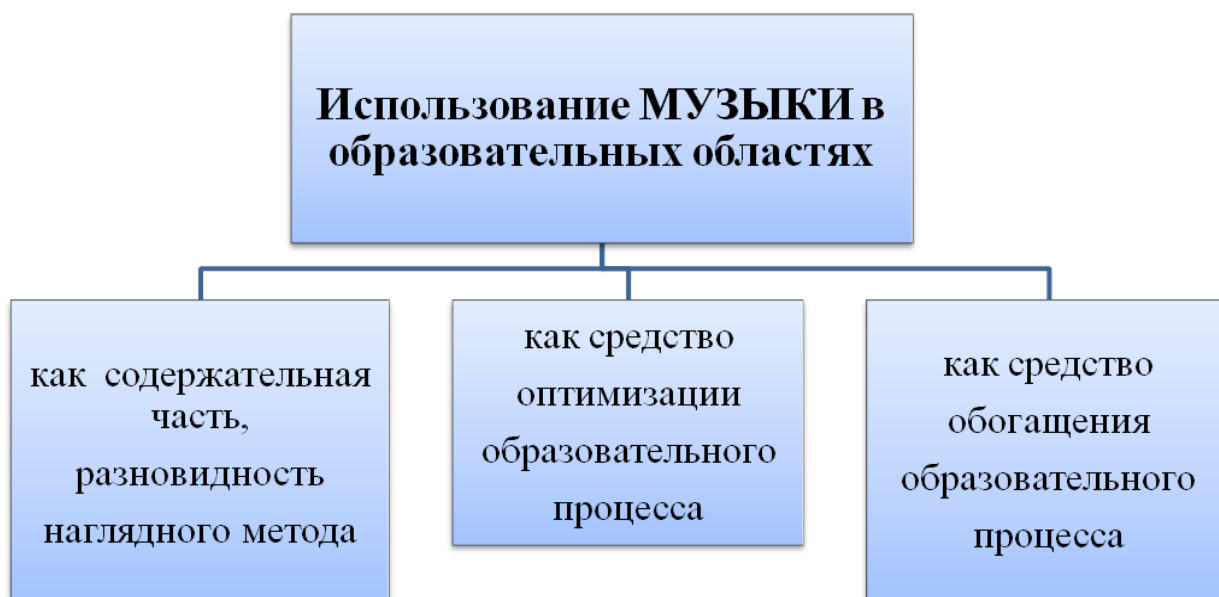 Использование МУЗЫКИ в
образовательных областях
как содержательная
часть,
разновидность
наглядного метода
как средство
оптимизации
образовательного
процесса
как средство
обогащения
образовательного
процесса